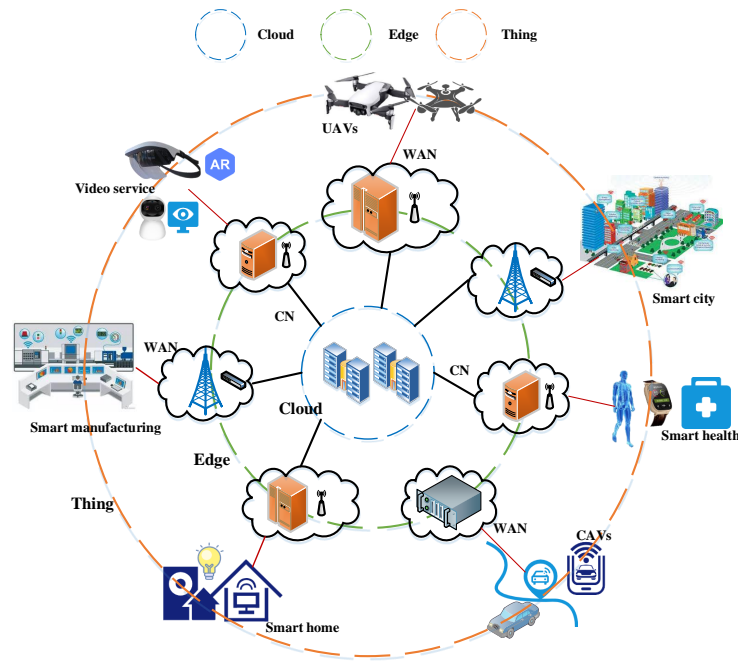 Cloud
Edge
Thing
UAVs
WAN
AR
Video service
Smart city
CN
WAN
CN
Cloud
Smart manufacturing
Smart health
Edge
Thing
WAN
CAVs
Smart home